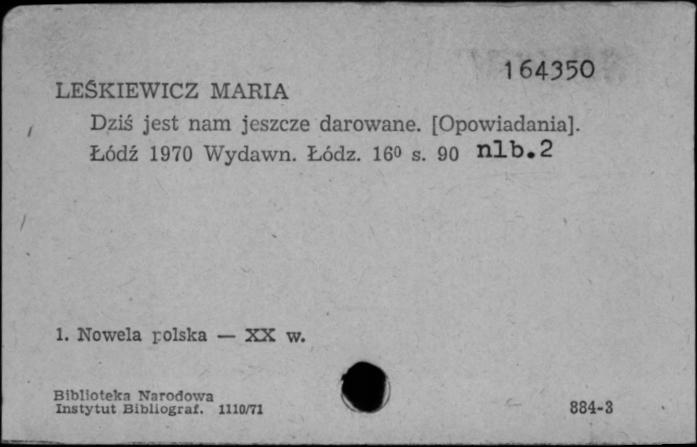 164350
LEŚKIEWICZ MARIA
Dziś jest nam jeszcze darowane. [Opowiadania].
Łódź 1970 Wydawn. Łódz. 16⁰ s. 90 nlb.2
1. Nowela polska — XX w.
Biblioteka Narodowa
Instytut Bibliograf. 1110/71
884-3